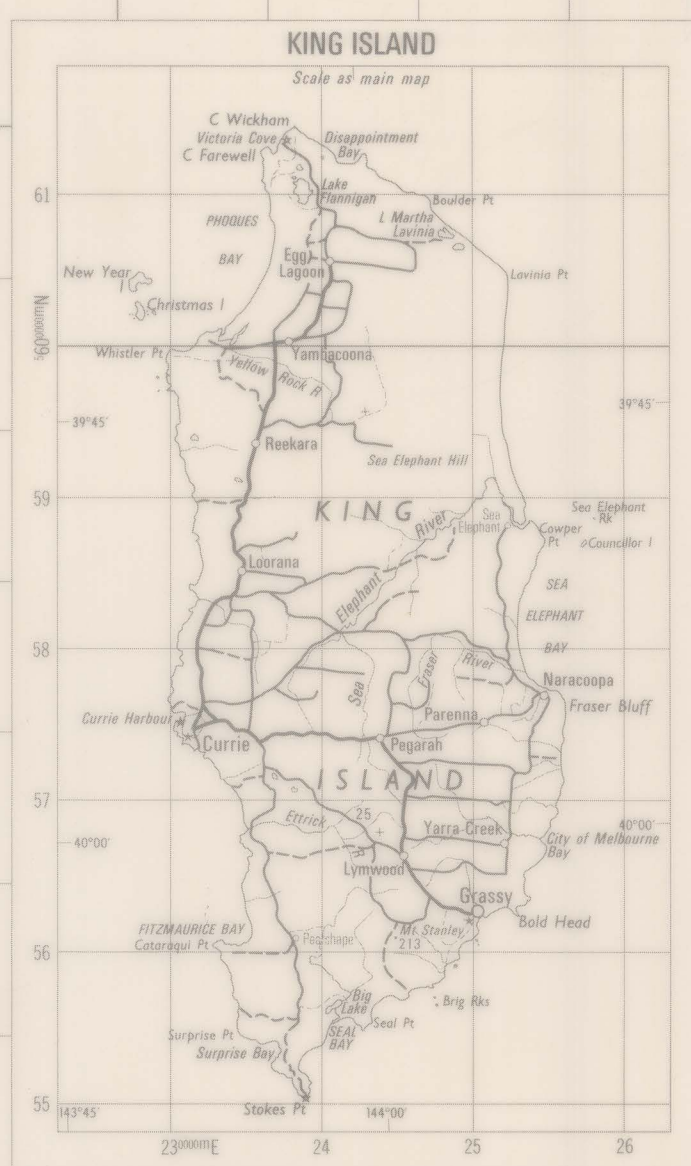 KING ISLAND
Scale as main map
C Wickham
Victoria Cove
Disappointment
Bay
C Farewell
61
Lake
Flannigan
Boulder Pt
PHOQUES
BAY
L Martha
Lavinia
Egg
Lagoon
New Year
I
Lavinia Pt
Christmas I
5600000mN
Whistler Pt
Yambacoona
Yellow Rock R
39°45'
39°45'
Reekara
Sea Elephant Hill
59
KING
River
Sea
Elephant
Sea Elephant
Rk
Cowper
Pt
Councillor I
Loorana
Elephant
SEA
ELEPHANT
BAY
58
Fraser
River
Sea
Naracoopa
Fraser Bluff
Currie Harbour
Parenna
Currie
Pegarah
ISLAND
57
25
Ettrick
R
Yarra Creek
40°00'
City of Melbourne
Bay
40°00'
Lymwood
Grassy
Bold Head
FITZMAURICE BAY
Cataraqui Pt
Pearshape
Mt Stanley
213
56
Big
Lake
Brig Rks
Seal Pt
SEAL
BAY
Surprise Pt
Surprise Bay
Stokes Pt
55
143°45'
144°00'
230000mE
24
25
26